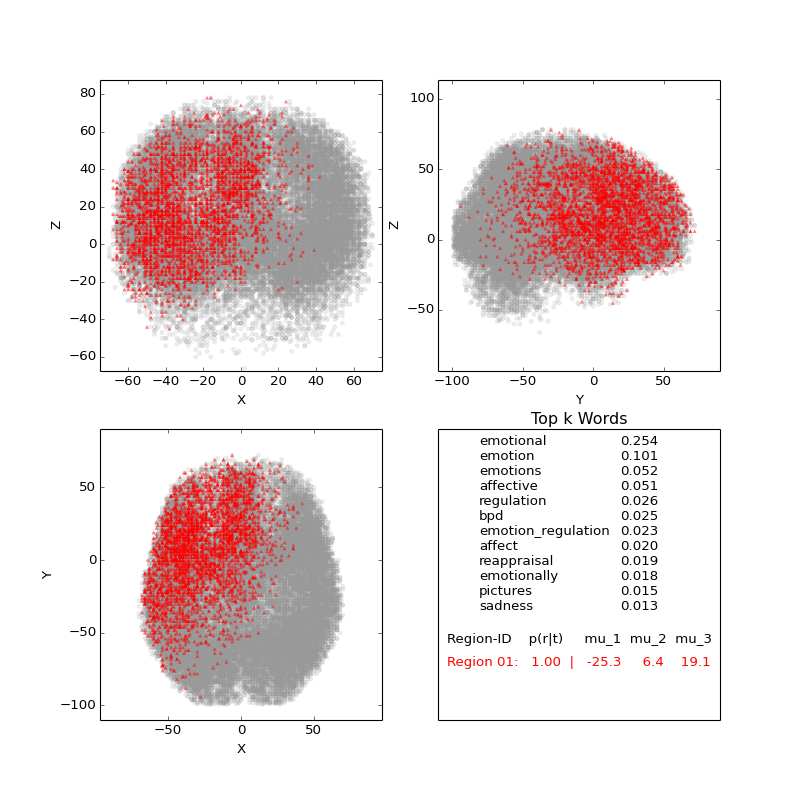 80
60
40
20
0
−20
−40
−60
Z
−60 −40 −20 0 20 40 60
X
100
50
0
−50
Z
−100 −50 0 50
Y
50
0
−50
−100
Y
−50 0 50
X
Top k Words
emotional 0.254
emotion 0.101
emotions 0.052
affective 0.051
regulation 0.026
bpd 0.025
emotion_regulation 0.023
affect 0.020
reappraisal 0.019
emotionally 0.018
pictures 0.015
sadness 0.013
Region-ID p(r|t) mu_1 mu_2 mu_3
Region 01: 1.00 | -25.3 6.4 19.1